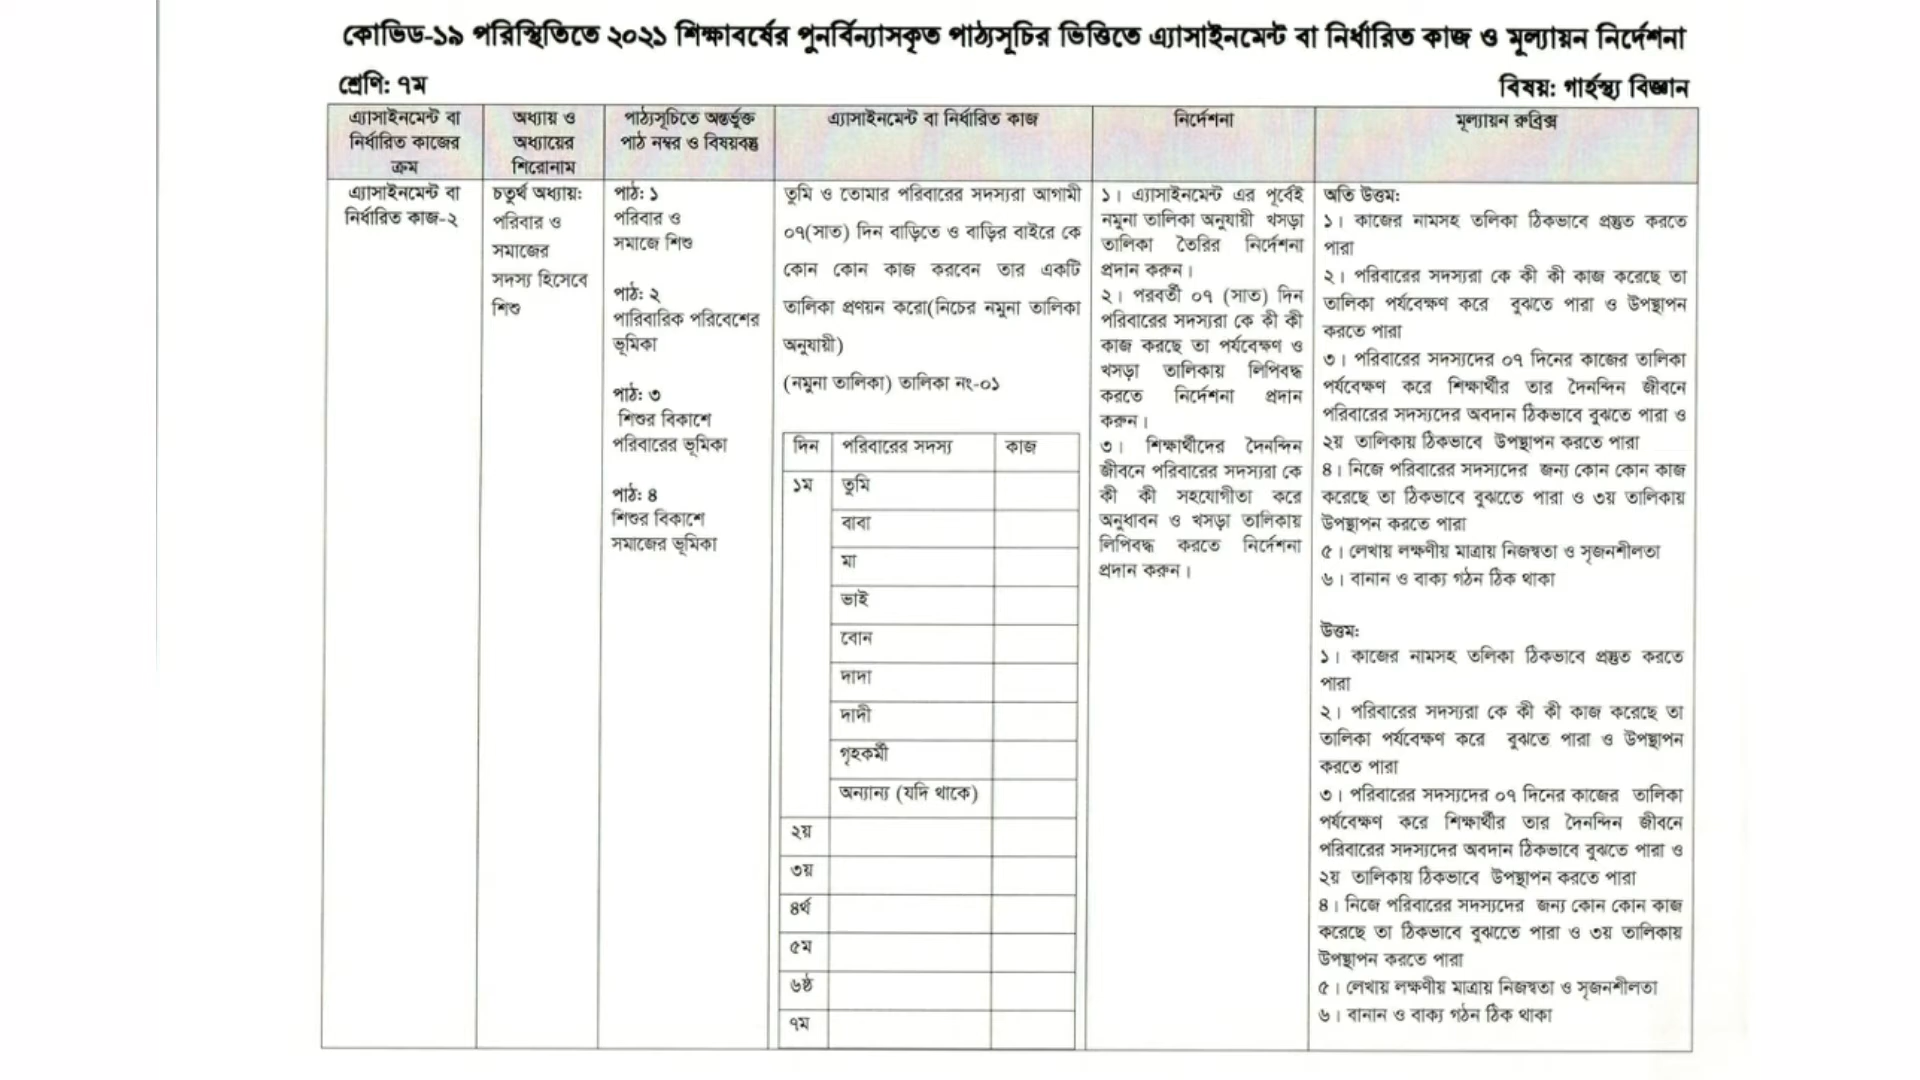 কোভিড-১৯ পরিস্থিতিতে ২০২১ শিক্ষাবর্ষের পুনর্বিন্যাসকৃত পাঠ্যসূচির ভিত্তিতে এ্যাসাইনমেন্ট বা নির্ধারিত কাজ ও মূল্যায়ন নির্দেশনা
শ্রেণি: ৭ম
বিষয়: গার্হস্থ্য বিজ্ঞান
এ্যাসাইনমেন্ট বা
নির্ধারিত কাজের
ক্রম
অধ্যায় ও
অধ্যায়ের
শিরোনাম
পাঠ্যসূচিতে অন্তর্ভুক্ত
পাঠ নম্বর ও বিষয়বস্তু
এ্যাসাইনমেন্ট বা নির্ধারিত কাজ
নির্দেশনা
মূল্যায়ন রুব্রিক্স
এ্যাসাইনমেন্ট বা
নির্ধারিত কাজ-২
চতুর্থ অধ্যায়:
পরিবার ও
সমাজের
সদস্য হিসেবে
শিশু
পাঠ: ১
পরিবার ও
সমাজে শিশু
পাঠ: ২
পারিবারিক পরিবেশের
ভূমিকা
পাঠ: ৩
শিশুর বিকাশে
পরিবারের ভূমিকা
পাঠ: ৪
শিশুর বিকাশে
সমাজের ভূমিকা
তুমি ও তোমার পরিবারের সদস্যরা আগামী
০৭(সাত) দিন বাড়িতে ও বাড়ির বাইরে কে
কোন কোন কাজ করবেন তার একটি
তালিকা প্রণয়ন করো(নিচের নমুনা তালিকা
অনুযায়ী)
(নমুনা তালিকা) তালিকা নং-০১
দিন পরিবারের সদস্য কাজ
১ম তুমি
বাবা
মা
ভাই
বোন
দাদা
দাদী
গৃহকর্মী
অন্যান্য (যদি থাকে)
২য়
৩য়
৪র্থ
৫ম
৬ষ্ঠ
৭ম
১। এ্যাসাইনমেন্ট এর পূর্বেই
নমুনা তালিকা অনুযায়ী খসড়া
তালিকা তৈরির নির্দেশনা
প্রদান করুন।
২। পরবর্তী ০৭ (সাত) দিন
পরিবারের সদস্যরা কে কী কী
কাজ করছে তা পর্যবেক্ষণ ও
খসড়া তালিকায় লিপিবদ্ধ
করতে নির্দেশনা প্রদান
করুন।
৩। শিক্ষার্থীদের দৈনন্দিন
জীবনে পরিবারের সদস্যরা কে
কী কী সহযোগীতা করে
অনুধাবন ও খসড়া তালিকায়
লিপিবদ্ধ করতে নির্দেশনা
প্রদান করুন।
অতি উত্তম:
১। কাজের নামসহ তলিকা ঠিকভাবে প্রস্তুত করতে
পারা
২। পরিবারের সদস্যরা কে কী কী কাজ করেছে তা
তালিকা পর্যবেক্ষণ করে বুঝতে পারা ও উপস্থাপন
করতে পারা
৩। পরিবারের সদস্যদের ০৭ দিনের কাজের তালিকা
পর্যবেক্ষণ করে শিক্ষার্থীর তার দৈনন্দিন জীবনে
পরিবারের সদস্যদের অবদান ঠিকভাবে বুঝতে পারা ও
২য় তালিকায় ঠিকভাবে উপস্থাপন করতে পারা
৪। নিজে পরিবারের সদস্যদের জন্য কোন কোন কাজ
করেছে তা ঠিকভাবে বুঝতেে পারা ও ৩য় তালিকায়
উপস্থাপন করতে পারা
৫। লেখায় লক্ষণীয় মাত্রায় নিজস্বতা ও সৃজনশীলতা
৬। বানান ও বাক্য গঠন ঠিক থাকা
উত্তম:
১। কাজের নামসহ তলিকা ঠিকভাবে প্রস্তুত করতে
পারা
২। পরিবারের সদস্যরা কে কী কী কাজ করেছে তা
তালিকা পর্যবেক্ষণ করে বুঝতে পারা ও উপস্থাপন
করতে পারা
৩। পরিবারের সদস্যদের ০৭ দিনের কাজের তালিকা
পর্যবেক্ষণ করে শিক্ষার্থীর তার দৈনন্দিন জীবনে
পরিবারের সদস্যদের অবদান ঠিকভাবে বুঝতে পারা ও
২য় তালিকায় ঠিকভাবে উপস্থাপন করতে পারা
৪। নিজে পরিবারের সদস্যদের জন্য কোন কোন কাজ
করেছে তা ঠিকভাবে বুঝতেে পারা ও ৩য় তালিকায়
উপস্থাপন করতে পারা
৫। লেখায় লক্ষণীয় মাত্রায় নিজস্বতা ও সৃজনশীলতা
৬। বানান ও বাক্য গঠন ঠিক থাকা